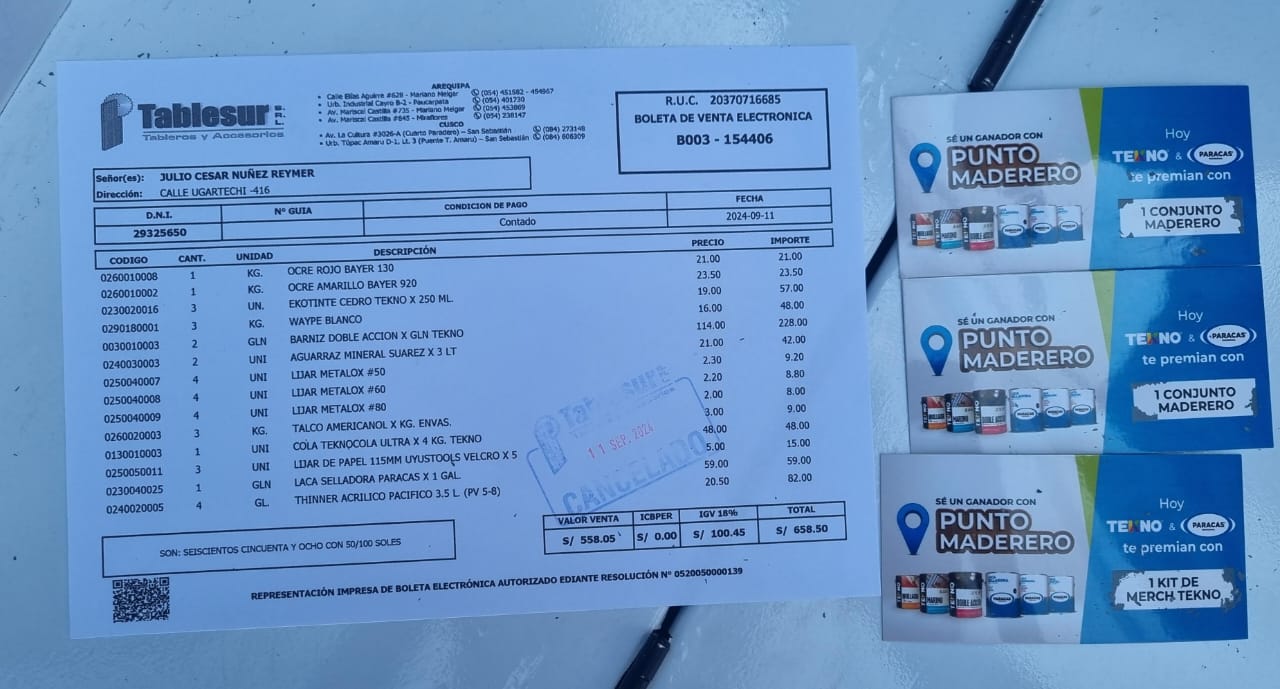 Tablesur S.R.L.
Tableros y Accesorios
AREQUIPA
• Calle Elias Aguirre #628 - Mariano Melgar (054) 451582 - 454967
• Urb. Industrial Cayro B-2 - Paucarpata (054) 401730
• Av. Mariscal Castilla #735 - Mariano Melgar (054) 453869
• Av. Mariscal Castilla #845 - Miraflores (054) 238147
CUSCO
• Av. La Cultura #3026-A (Cuarto Paradero) - San Sebastián (084) 273148
• Urb. Túpac Amaru D-1, Lt. 3 (Puente T. Amaru) - San Sebastián (084) 606309
R.U.C. 20370716685
BOLETA DE VENTA ELECTRONICA
B003 - 154406
Señor(es): JULIO CESAR NUÑEZ REYMER
Dirección: CALLE UGARTECHI -416
D.N.I. N° GUIA CONDICION DE PAGO FECHA
29325650 Contado 2024-09-11
CODIGO CANT. UNIDAD DESCRIPCIÓN PRECIO IMPORTE
0260010008 1 KG. OCRE ROJO BAYER 130 21.00 21.00
0260010002 1 KG. OCRE AMARILLO BAYER 920 23.50 23.50
0230020016 3 UN. EKOTINTE CEDRO TEKNO X 250 ML. 19.00 57.00
0290180001 3 KG. WAYPE BLANCO 16.00 48.00
0030010003 2 GLN BARNIZ DOBLE ACCION X GLN TEKNO 114.00 228.00
0240030003 2 UNI AGUARRAZ MINERAL SUAREZ X 3 LT 21.00 42.00
0250040007 4 UNI LIJAR METALOX #50 2.30 9.20
0250040008 4 UNI LIJAR METALOX #60 2.20 8.80
0250040009 4 UNI LIJAR METALOX #80 2.00 8.00
0260020003 3 KG. TALCO AMERICANOL X KG. ENVAS. 3.00 9.00
0130010003 1 UNI COLA TEKNOCOLA ULTRA X 4 KG. TEKNO 48.00 48.00
0250050011 3 UNI LIJAR DE PAPEL 115MM UYUSTOOLS VELCRO X 5 5.00 15.00
0230040025 1 GLN LACA SELLADORA PARACAS X 1 GAL. 59.00 59.00
0240020005 4 GL. THINNER ACRILICO PACIFICO 3.5 L. (PV 5-8) 20.50 82.00
Tablesur
11 SEP. 2024
CANCELADO
VALOR VENTA ICBPER IGV 18% TOTAL
S/ 558.05 S/ 0.00 S/ 100.45 S/ 658.50
SON: SEISCIENTOS CINCUENTA Y OCHO CON 50/100 SOLES
REPRESENTACIÓN IMPRESA DE BOLETA ELECTRÓNICA AUTORIZADO EDIANTE RESOLUCIÓN N° 0520050000139
SÉ UN GANADOR CON
PUNTO
MADERERO
Hoy
TEKNO & PARACAS
te premian con
1 CONJUNTO
MADERERO
SÉ UN GANADOR CON
PUNTO
MADERERO
Hoy
TEKNO & PARACAS
te premian con
1 CONJUNTO
MADERERO
SÉ UN GANADOR CON
PUNTO
MADERERO
Hoy
TEKNO & PARACAS
te premian con
1 KIT DE
MERCH TEKNO